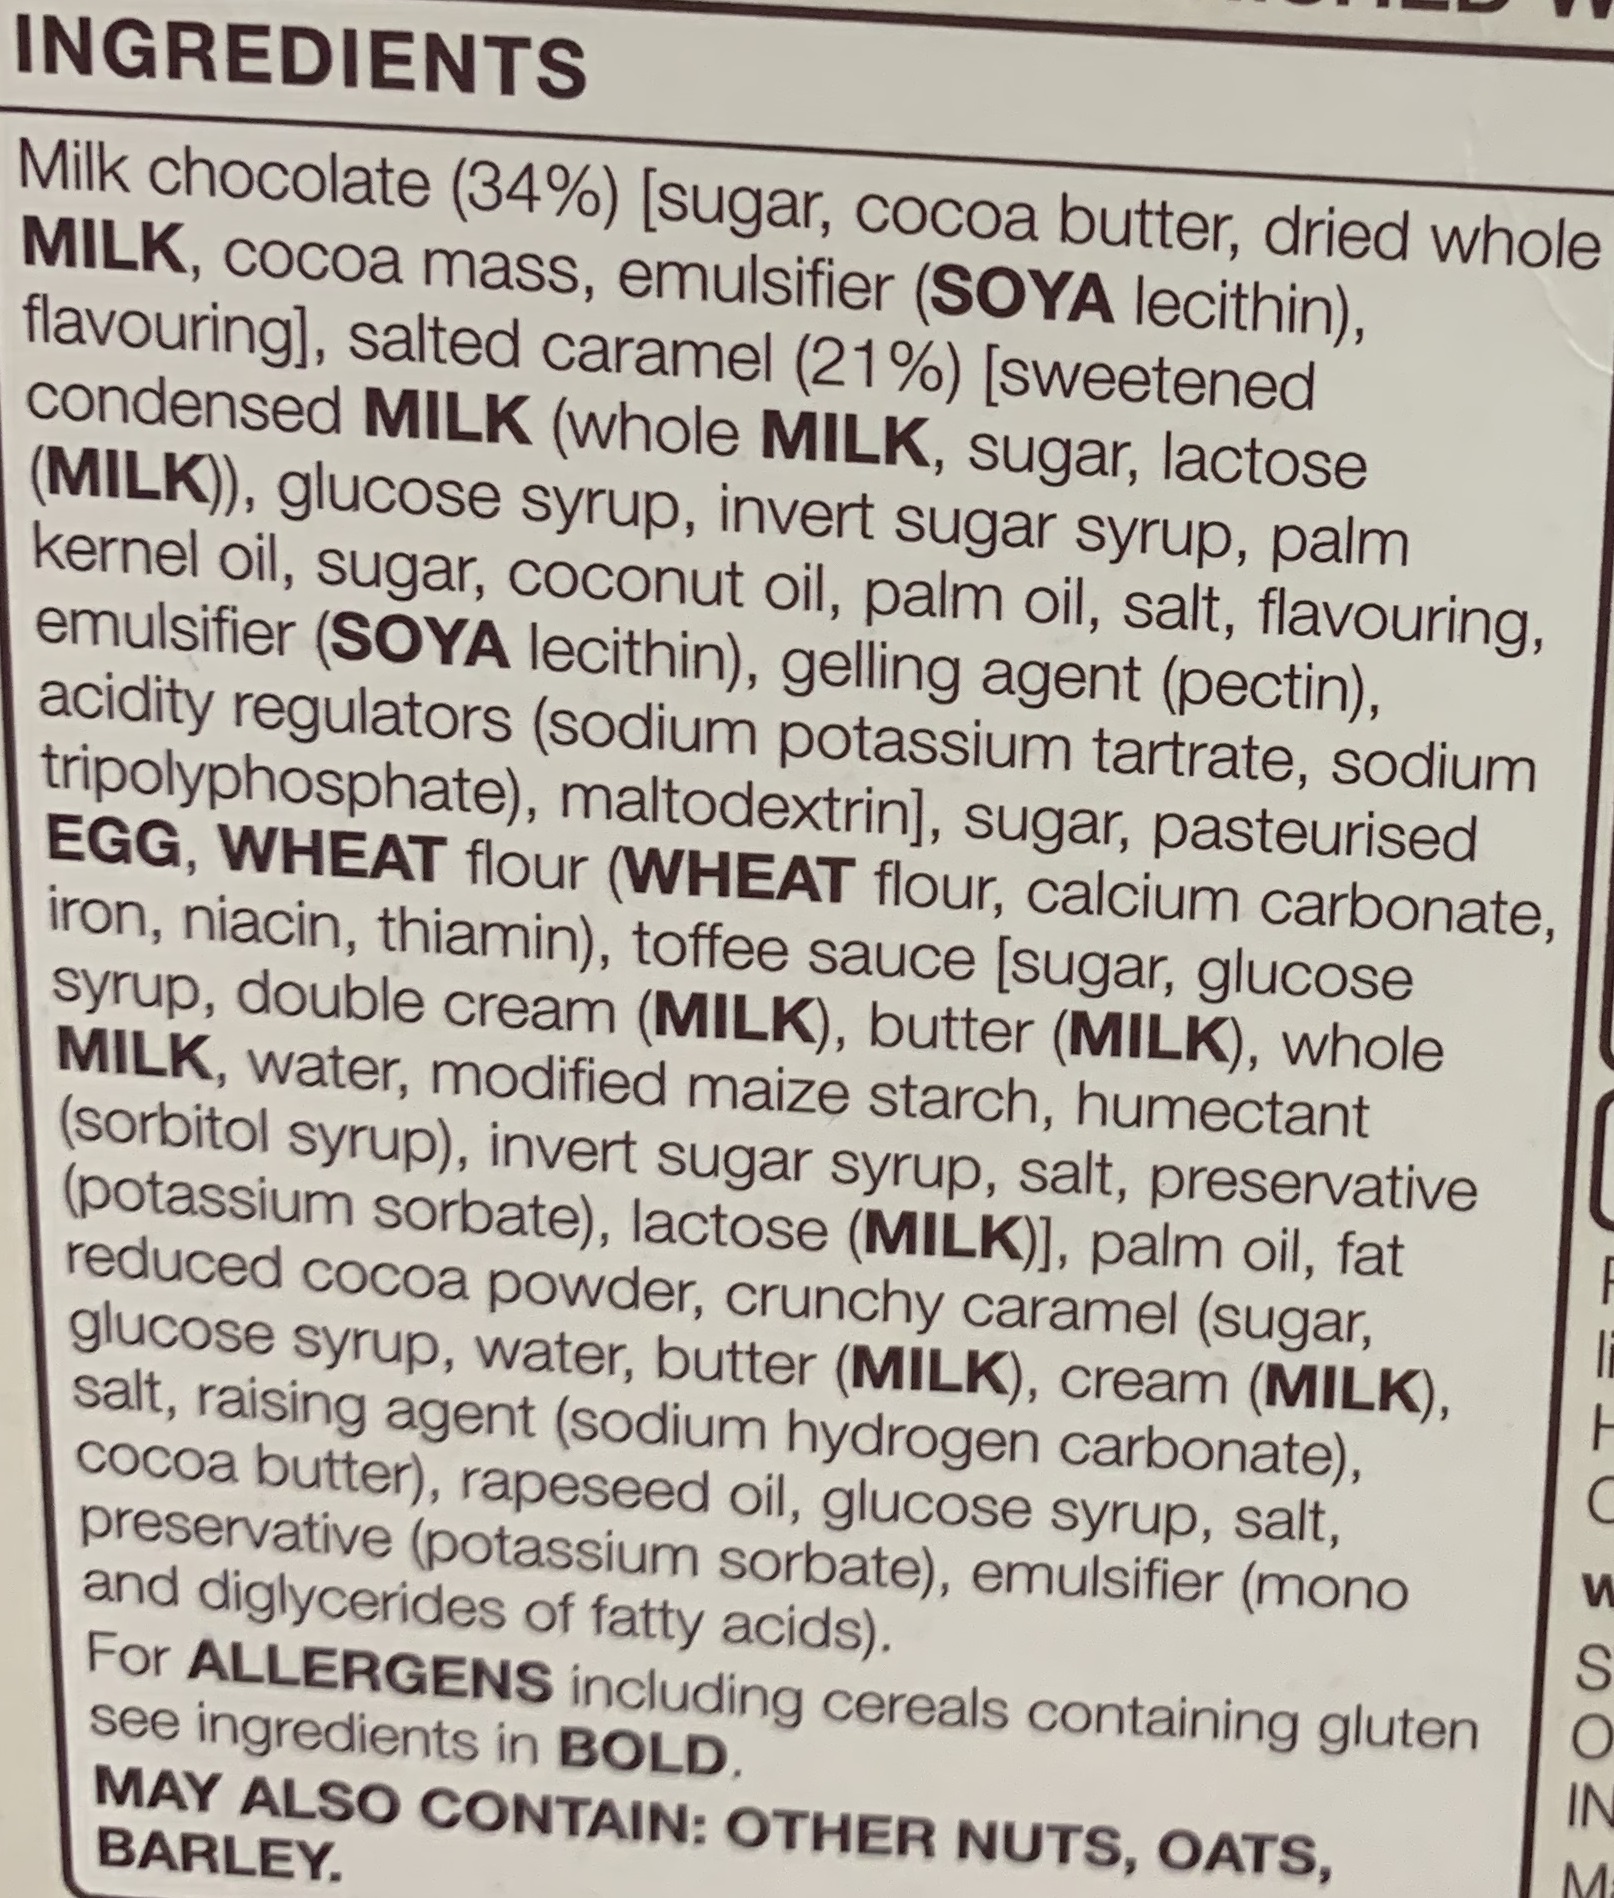 INGREDIENTS
Milk chocolate (34%) [sugar, cocoa butter, dried whole
MILK, cocoa mass, emulsifier (SOYA lecithin),
flavouring], salted caramel (21%) [sweetened
condensed MILK (whole MILK, sugar, lactose
(MILK)), glucose syrup, invert sugar syrup, palm
kernel oil, sugar, coconut oil, palm oil, salt, flavouring,
emulsifier (SOYA lecithin), gelling agent (pectin),
acidity regulators (sodium potassium tartrate, sodium
tripolyphosphate), maltodextrin], sugar, pasteurised
EGG, WHEAT flour (WHEAT flour, calcium carbonate,
iron, niacin, thiamin), toffee sauce [sugar, glucose
syrup, double cream (MILK), butter (MILK), whole
MILK, water, modified maize starch, humectant
(sorbitol syrup), invert sugar syrup, salt, preservative
(potassium sorbate), lactose (MILK)], palm oil, fat
reduced cocoa powder, crunchy caramel (sugar,
glucose syrup, water, butter (MILK), cream (MILK),
salt, raising agent (sodium hydrogen carbonate),
cocoa butter), rapeseed oil, glucose syrup, salt,
preservative (potassium sorbate), emulsifier (mono
and diglycerides of fatty acids).
For ALLERGENS including cereals containing gluten
see ingredients in BOLD.
MAY ALSO CONTAIN: OTHER NUTS, OATS,
BARLEY.